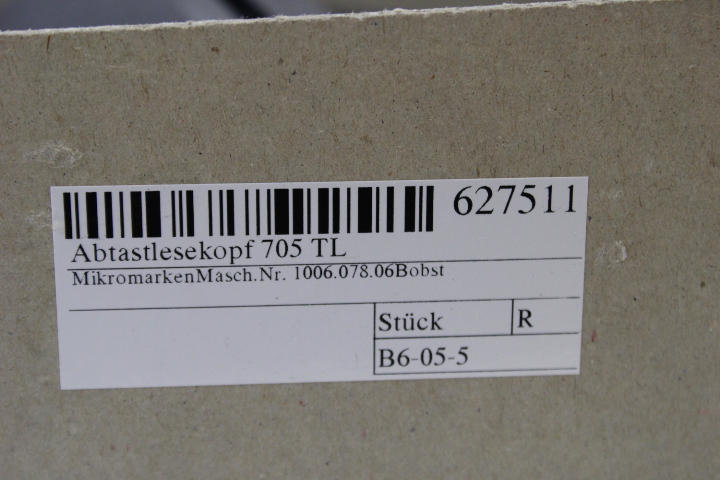 627511
Abtastlesekopf 705 TL
MikromarkenMasch.Nr. 1006.078.06Bobst
Stück R
B6-05-5